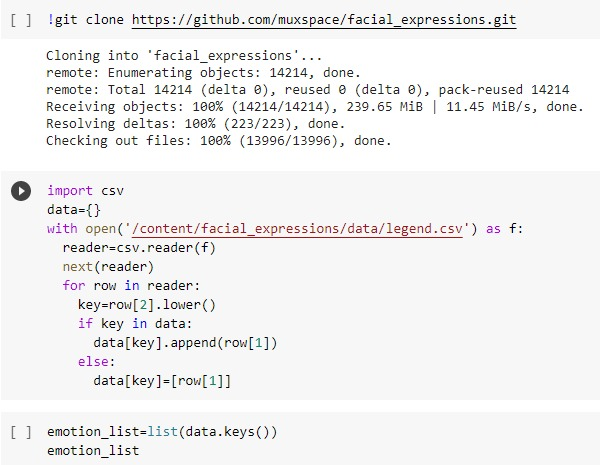 [ ] !git clone https://github.com/muxspace/facial_expressions.git
Cloning into 'facial_expressions'...
remote: Enumerating objects: 14214, done.
remote: Total 14214 (delta 0), reused 0 (delta 0), pack-reused 14214
Receiving objects: 100% (14214/14214), 239.65 MiB | 11.45 MiB/s, done.
Resolving deltas: 100% (223/223), done.
Checking out files: 100% (13996/13996), done.
import csv
data={}
with open('/content/facial_expressions/data/legend.csv') as f:
  reader=csv.reader(f)
  next(reader)
  for row in reader:
    key=row[2].lower()
    if key in data:
      data[key].append(row[1])
    else:
      data[key]=[row[1]]
[ ] emotion_list=list(data.keys())
emotion_list